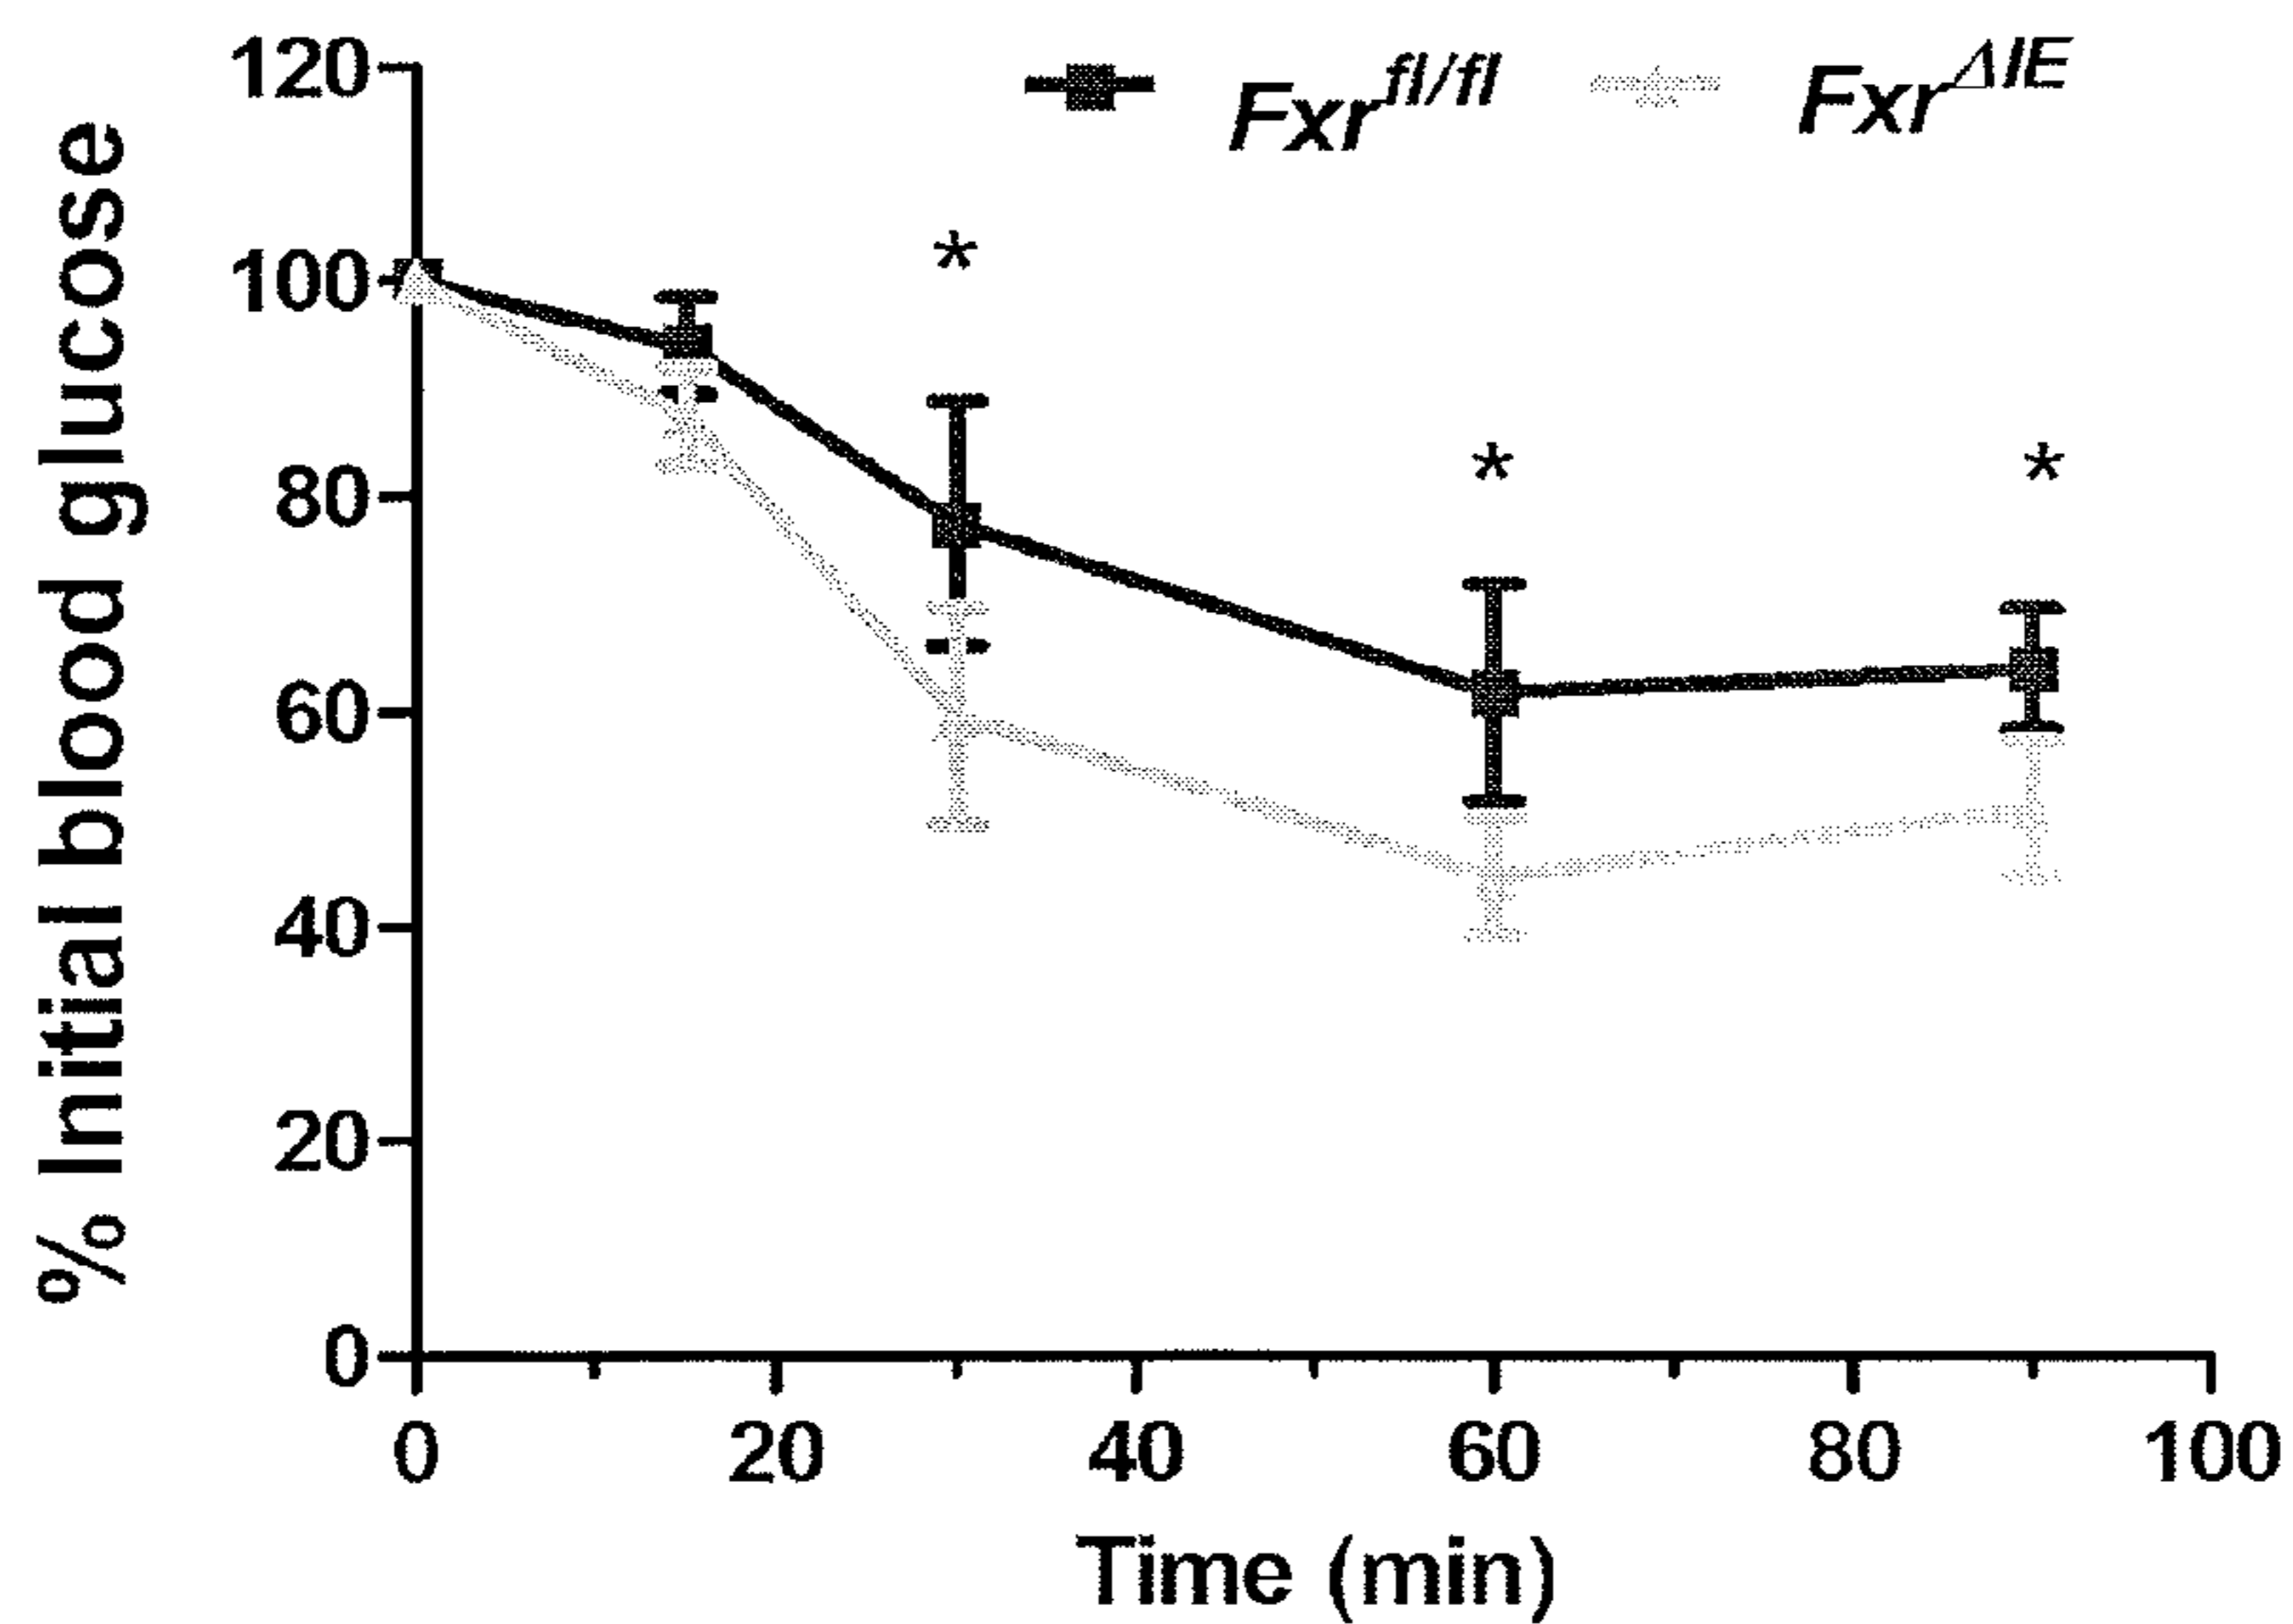 % Initial blood glucose
120
100
80
60
40
20
0
Fxr^fl/fl
Fxr^ΔIE
*
*
*
0 20 40 60 80 100
Time (min)